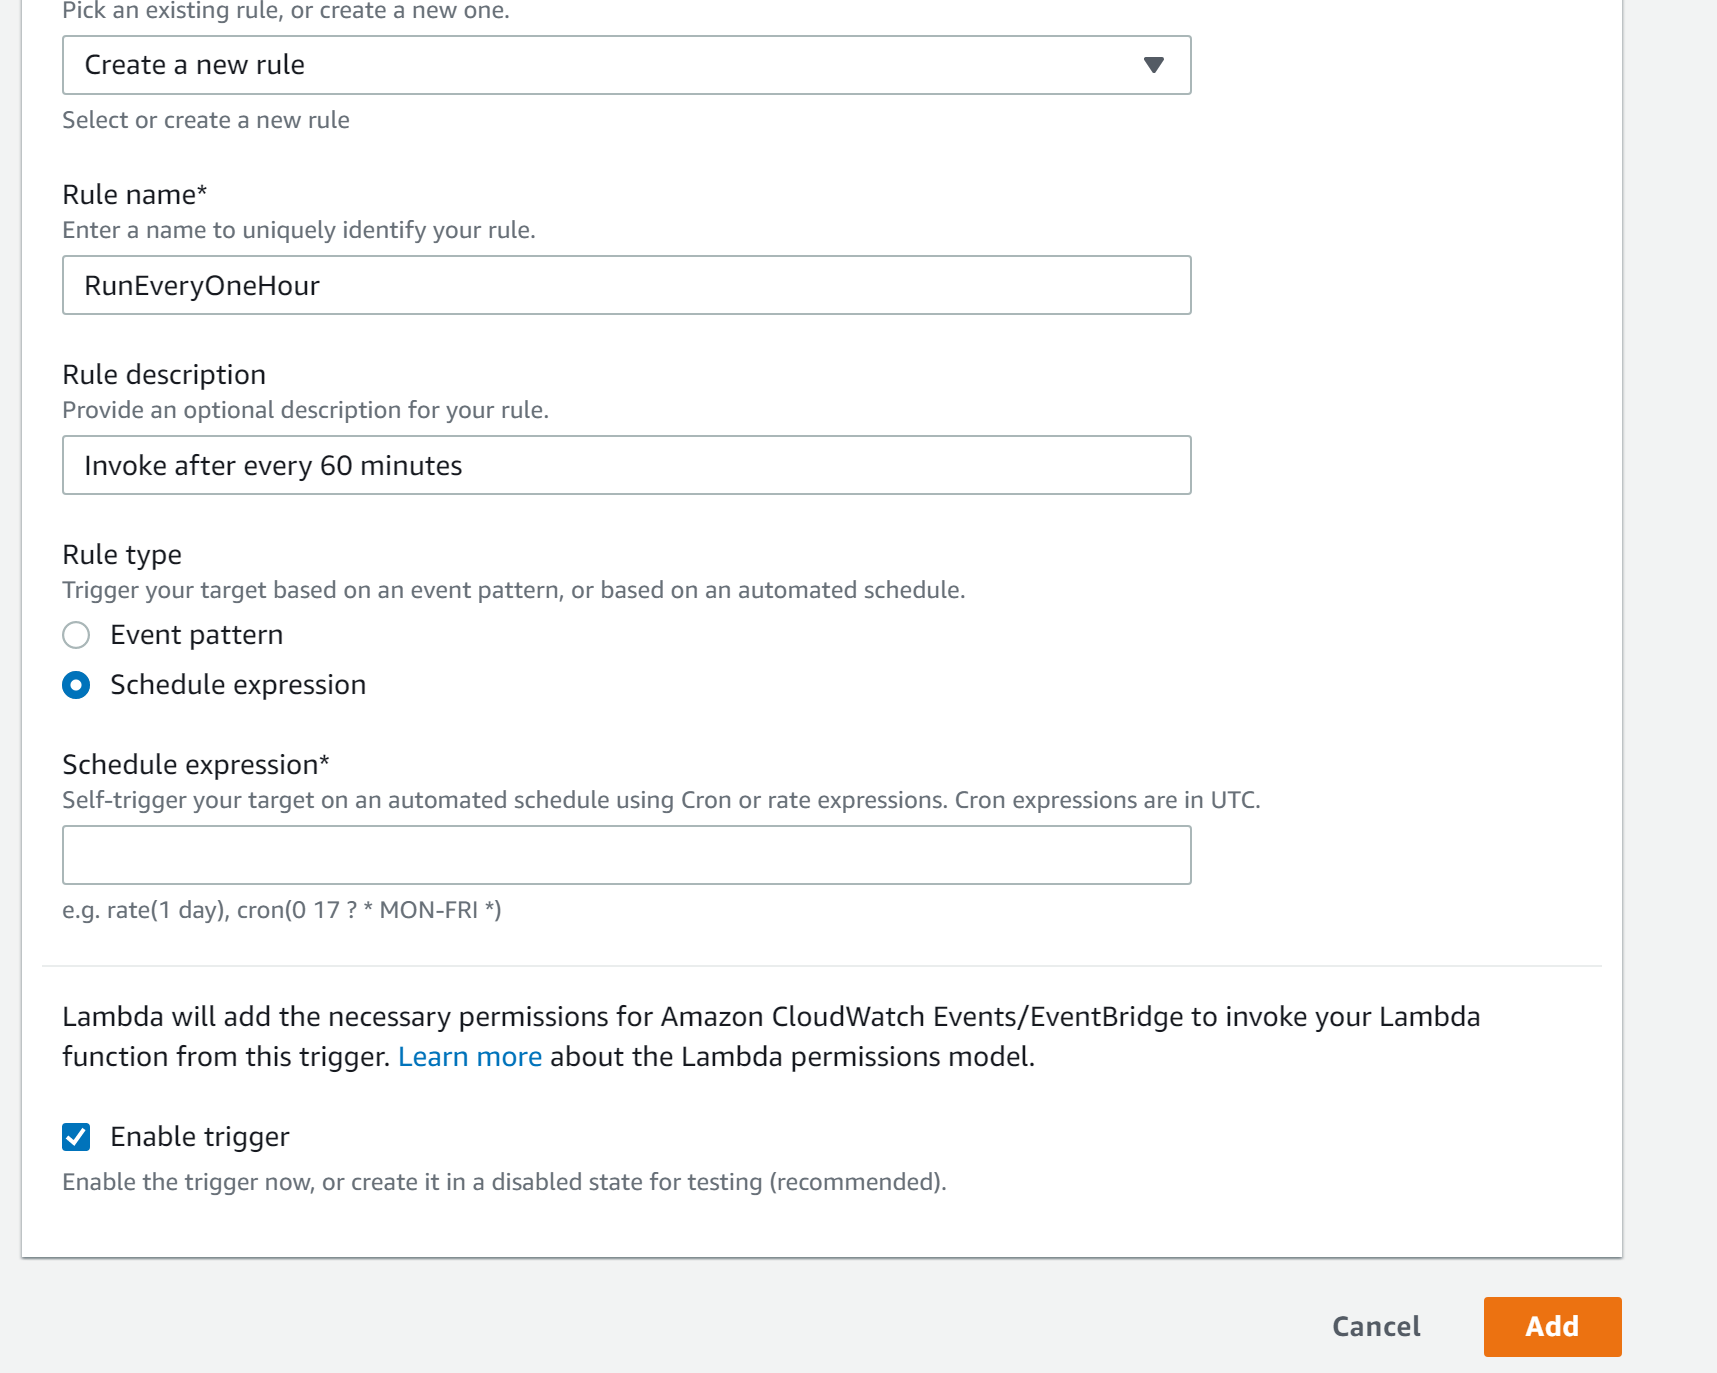 Pick an existing rule, or create a new one.
Create a new rule
Select or create a new rule
Rule name*
Enter a name to uniquely identify your rule.
RunEveryOneHour
Rule description
Provide an optional description for your rule.
Invoke after every 60 minutes
Rule type
Trigger your target based on an event pattern, or based on an automated schedule.
Event pattern
Schedule expression
Schedule expression*
Self-trigger your target on an automated schedule using Cron or rate expressions. Cron expressions are in UTC.
e.g. rate(1 day), cron(0 17 ? * MON-FRI *)
Lambda will add the necessary permissions for Amazon CloudWatch Events/EventBridge to invoke your Lambda
function from this trigger. Learn more about the Lambda permissions model.
Enable trigger
Enable the trigger now, or create it in a disabled state for testing (recommended).
Cancel
Add